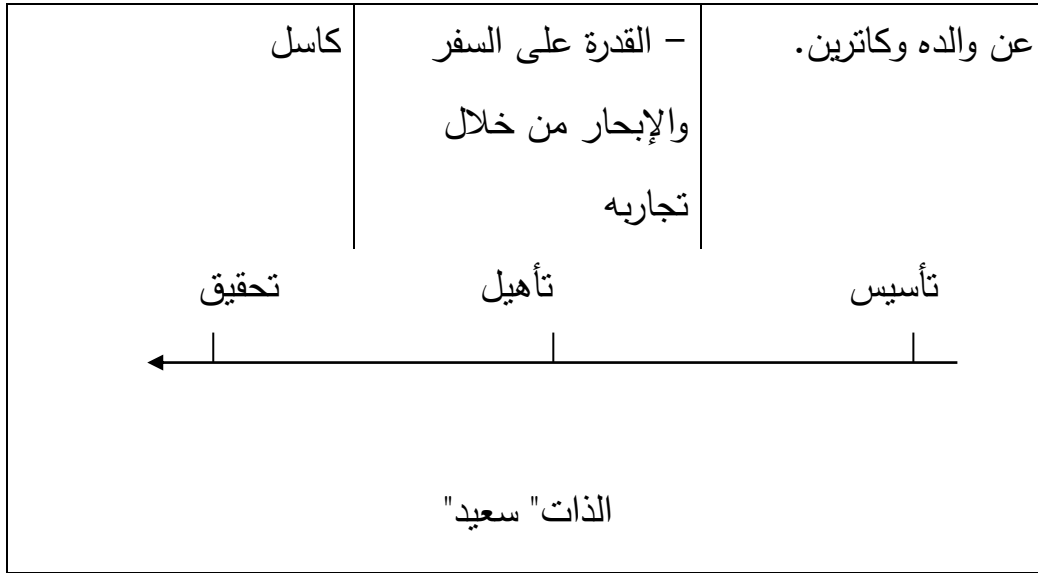 عن والده وكاترين.
– القدرة على السفر
والإبحار من خلال
تجاربه
كاسل
تأسيس
تأهيل
تحقيق
الذات" سعيد"